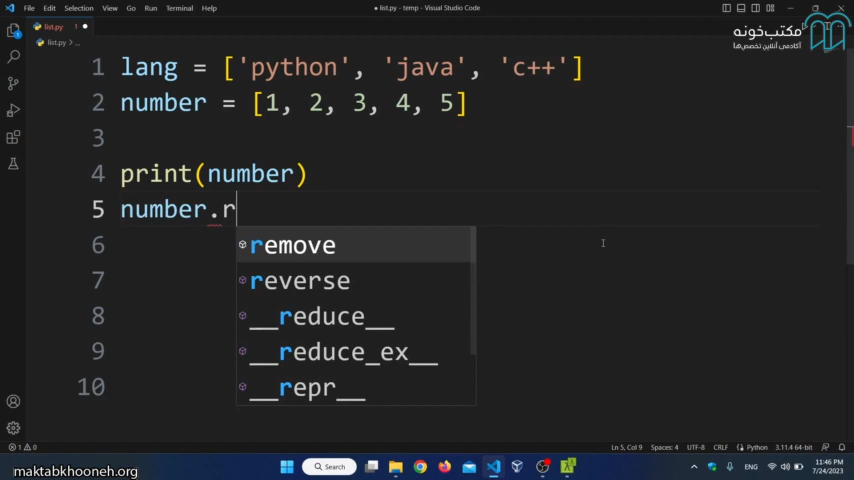 File Edit Selection View Go Run Terminal Help
● list.py - temp - Visual Studio Code
list.py 1 ●
list.py > ...
مکتب‌خونه
آکادمی آنلاین تخصص‌ها
1 lang = ['python', 'java', 'c++']
2 number = [1, 2, 3, 4, 5]
3
4 print(number)
5 number.r
6 remove
7 reverse
8 __reduce__
9 __reduce_ex__
10 __repr__
1 0
Ln 5, Col 9 Spaces: 4 UTF-8 CRLF Python 3.11.4 64-bit
maktabkhooneh.org
Search
ENG
11:46 PM
7/24/2023